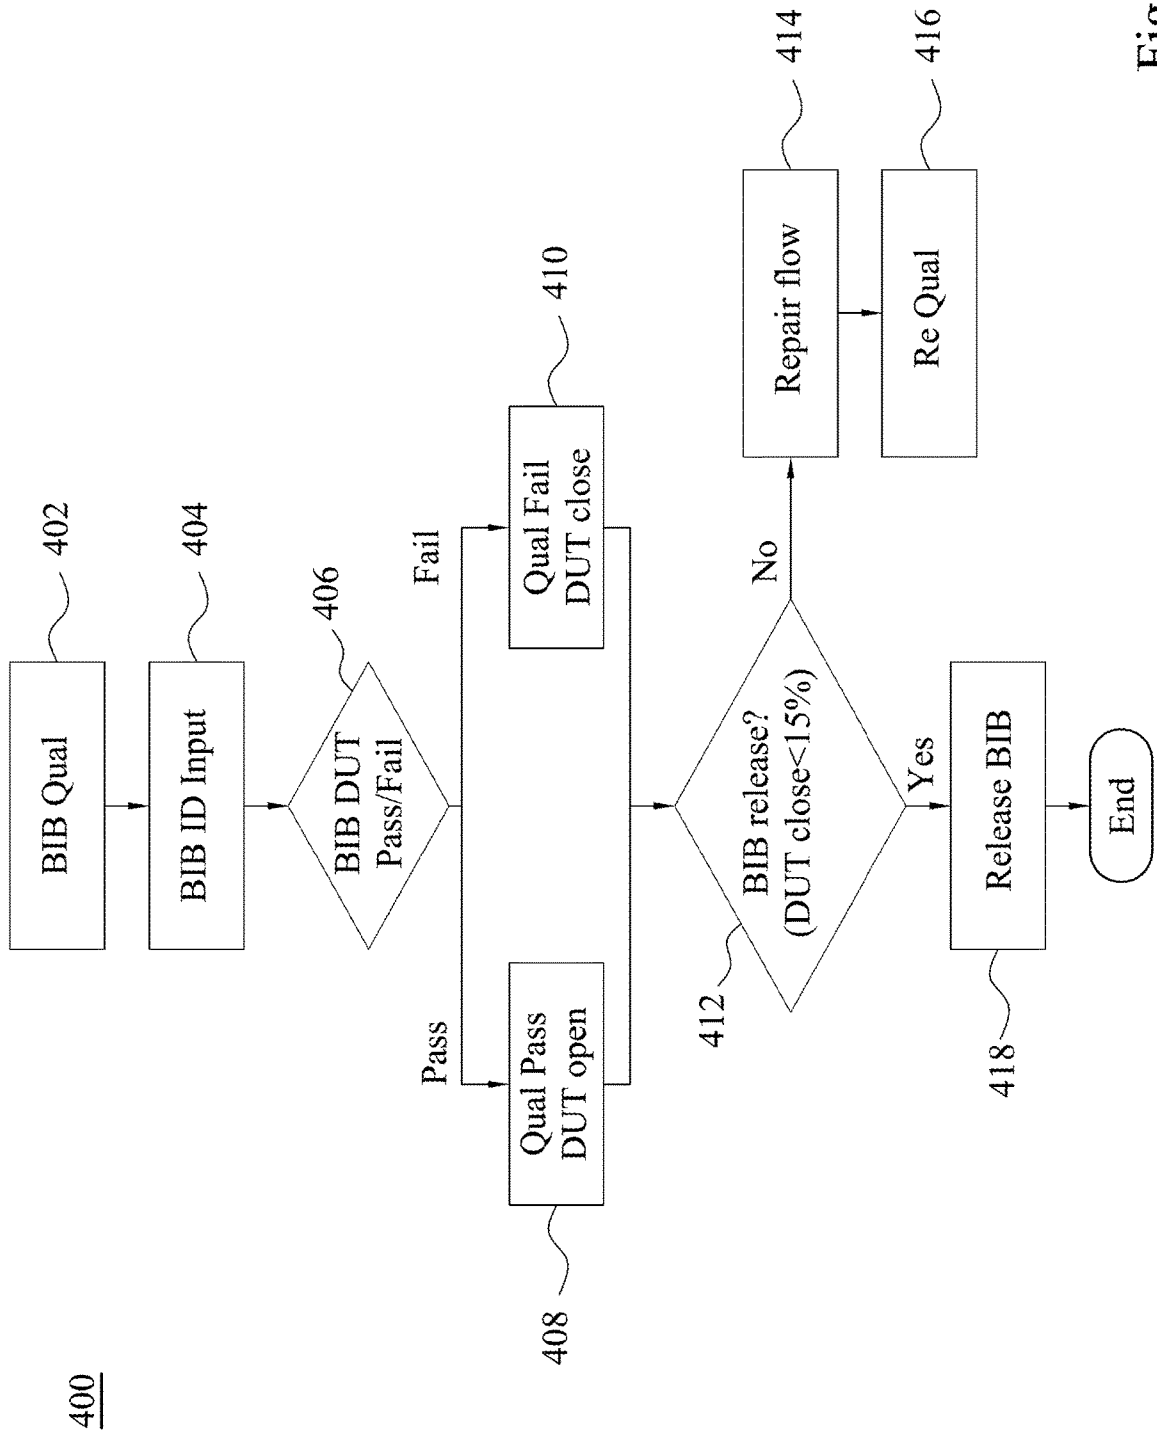 400
BIB Qual
402
BIB ID Input
404
BIB DUT
Pass/Fail
406
Pass
Fail
Qual Pass
DUT open
408
Qual Fail
DUT close
410
BIB release?
(DUT close<15%)
412
No
Repair flow
414
Re Qual
416
Yes
Release BIB
418
End
Fig